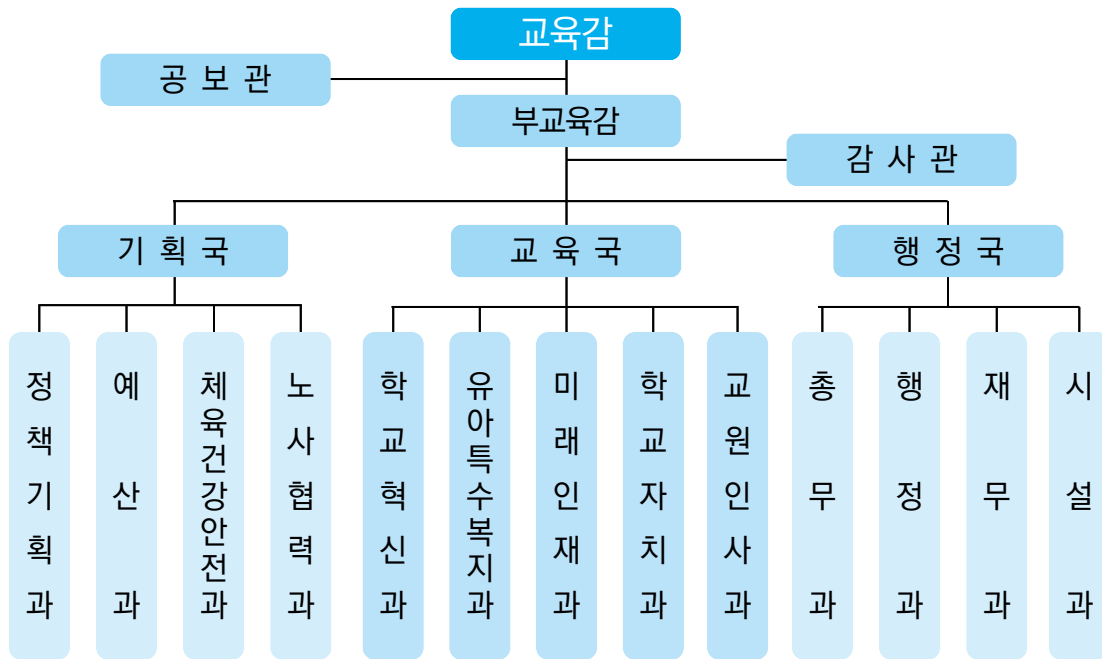 교육감
공 보 관
부교육감
감 사 관
기 획 국
교 육 국
행 정 국
정책기획과
예산과
체육건강안전과
노사협력과
학교혁신과
유아특수복지과
미래인재과
학교자치과
교원인사과
총무과
행정과
재무과
시설과